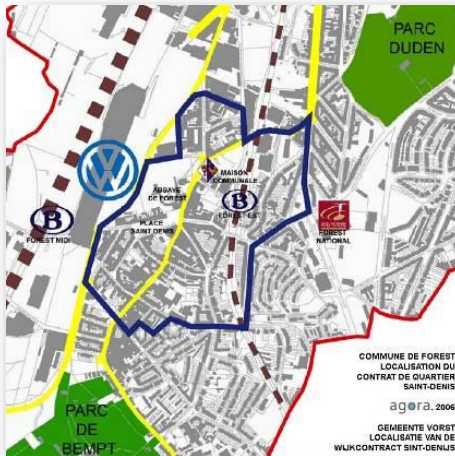 PARC
DUDEN
MAISON
COMMUNALE
ABBAYE
DE FOREST
B
FOREST EST
B
FOREST MIDI
PLACE
SAINT DENIS
FOREST
NATIONAL
COMMUNE DE FOREST
LOCALISATION DU
CONTRAT DE QUARTIER
SAINT-DENIS
agora. 2006
GEMEENTE VORST
LOCALISATIE VAN DE
WIJKCONTRACT SINT-DENIJS
PARC
DE
BEMPT